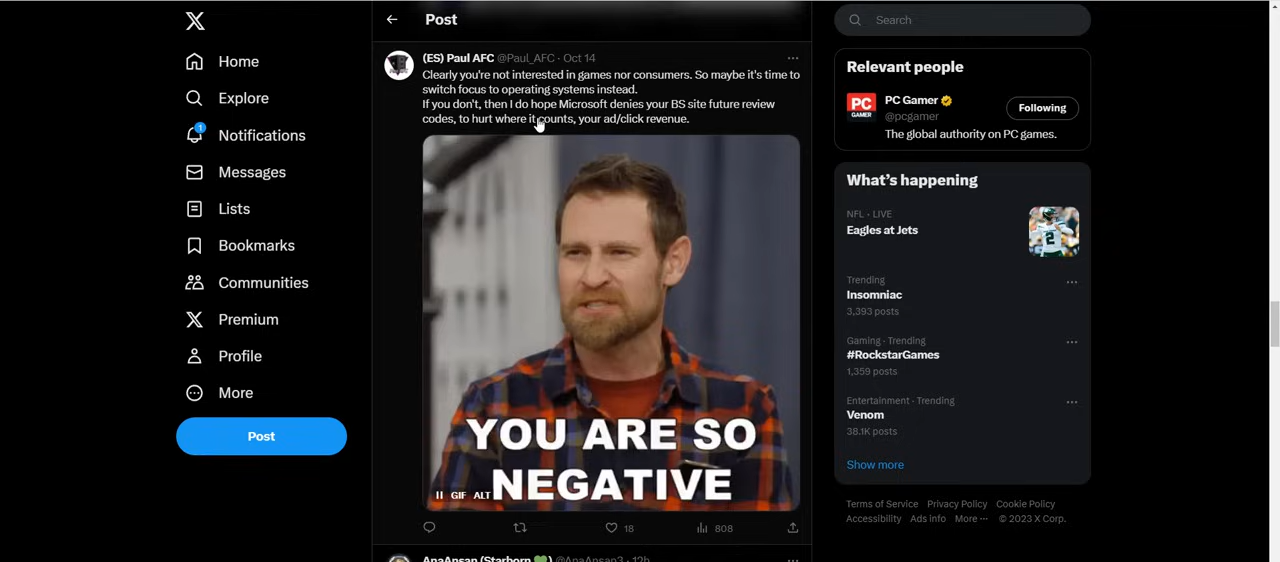 Post
Search
Home
Explore
1
Notifications
Messages
Lists
Bookmarks
Communities
Premium
Profile
More
Post
(ES) Paul AFC @Paul_AFC · Oct 14
Clearly you're not interested in games nor consumers. So maybe it's time to
switch focus to operating systems instead.
If you don't, then I do hope Microsoft denies your BS site future review
codes, to hurt where it counts, your ad/click revenue.
YOU ARE SO
NEGATIVE
GIF ALT
18
808
AnaAnsan (Starborn 💚) @AnaAnsan3 · 12h
Relevant people
PC
GAMER
PC Gamer
@pcgamer
Following
The global authority on PC games.
What's happening
NFL · LIVE
Eagles at Jets
Trending
Insomniac
3,393 posts
Gaming · Trending
#RockstarGames
1,359 posts
Entertainment · Trending
Venom
38.1K posts
Show more
Terms of Service Privacy Policy Cookie Policy
Accessibility Ads info More ··· © 2023 X Corp.